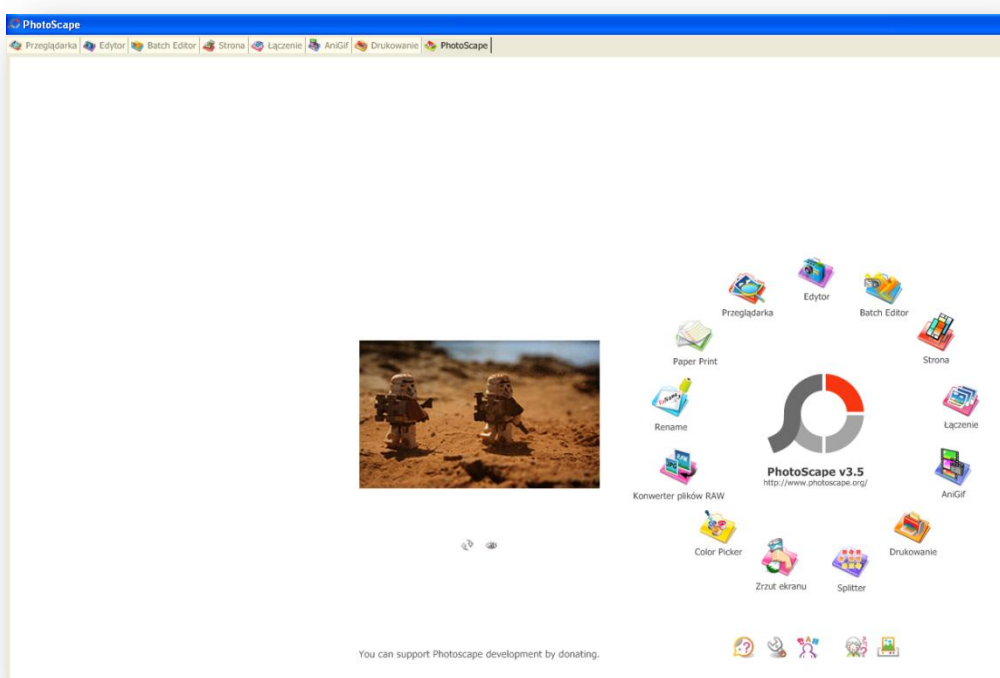 PhotoScape
Przeglądarka Edytor Batch Editor Strona Łączenie AniGif Drukowanie PhotoScape
Edytor
Przeglądarka
Batch Editor
Paper Print
Strona
Rename
Łączenie
PhotoScape v3.5
http://www.photoscape.org/
Konwerter plików RAW
AniGif
Color Picker
Drukowanie
Zrzut ekranu
Splitter
You can support Photoscape development by donating.